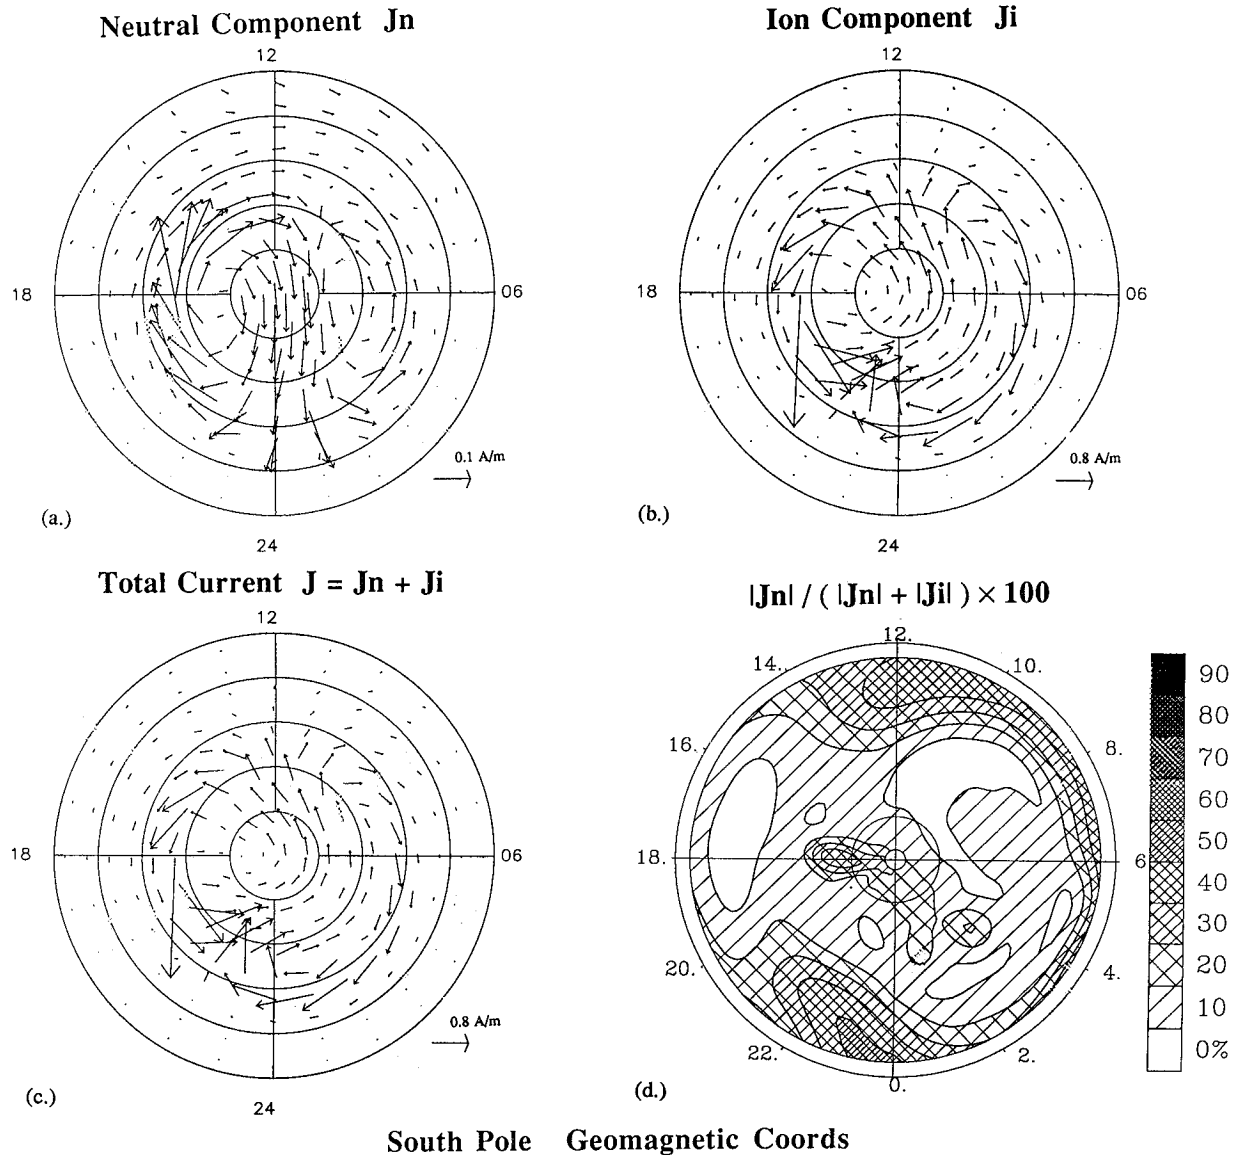 Neutral Component Jn
12
18
06
0.1 A/m
(a.)
24
Ion Component Ji
12
18
06
0.8 A/m
(b.)
24
Total Current J = Jn + Ji
12
18
06
0.8 A/m
(c.)
24
|Jn| / ( |Jn| + |Ji| ) × 100
12.
14.
10.
16.
8.
18.
6
20.
4.
22.
2.
0.
(d.)
90
80
70
60
50
40
30
20
10
0%
South Pole Geomagnetic Coords